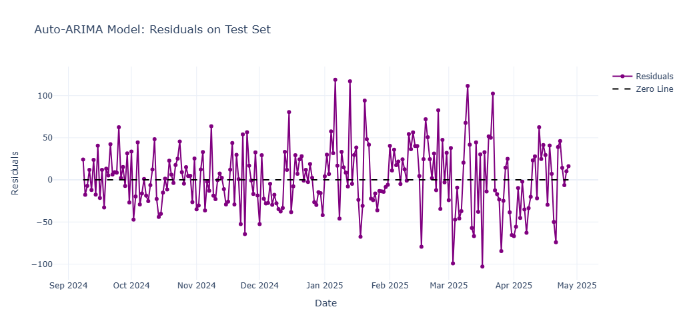 Auto-ARIMA Model: Residuals on Test Set
Residuals
Zero Line
100
50
0
−50
−100
Residuals
Sep 2024 Oct 2024 Nov 2024 Dec 2024 Jan 2025 Feb 2025 Mar 2025 Apr 2025 May 2025
Date